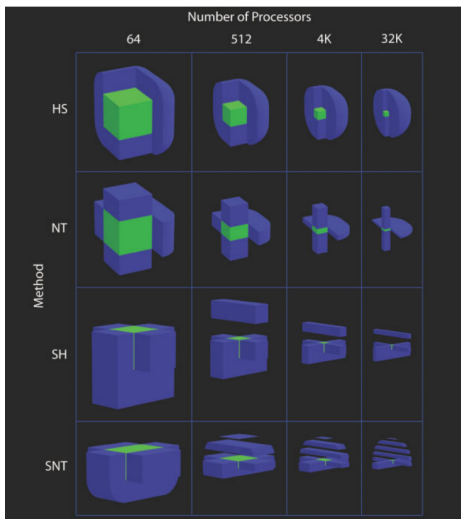 Number of Processors
64 512 4K 32K
HS
NT
Method
SH
SNT